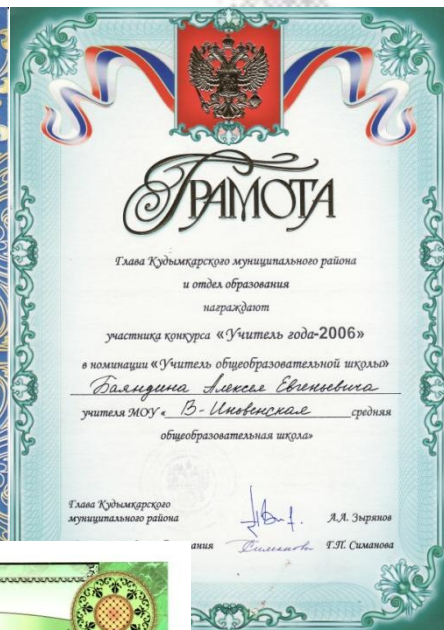 ГРАМОТА
Глава Кудымкарского муниципального района
и отдел образования
награждают
участника конкурса «Учитель года-2006»
в номинации «Учитель общеобразовательной школы»
Баяндина Алексея Евгеньевича
учителя МОУ « В-Иньвенская средняя
общеобразовательная школа»
Глава Кудымкарского
муниципального района А.А. Зырянов
Г.П. Симанова